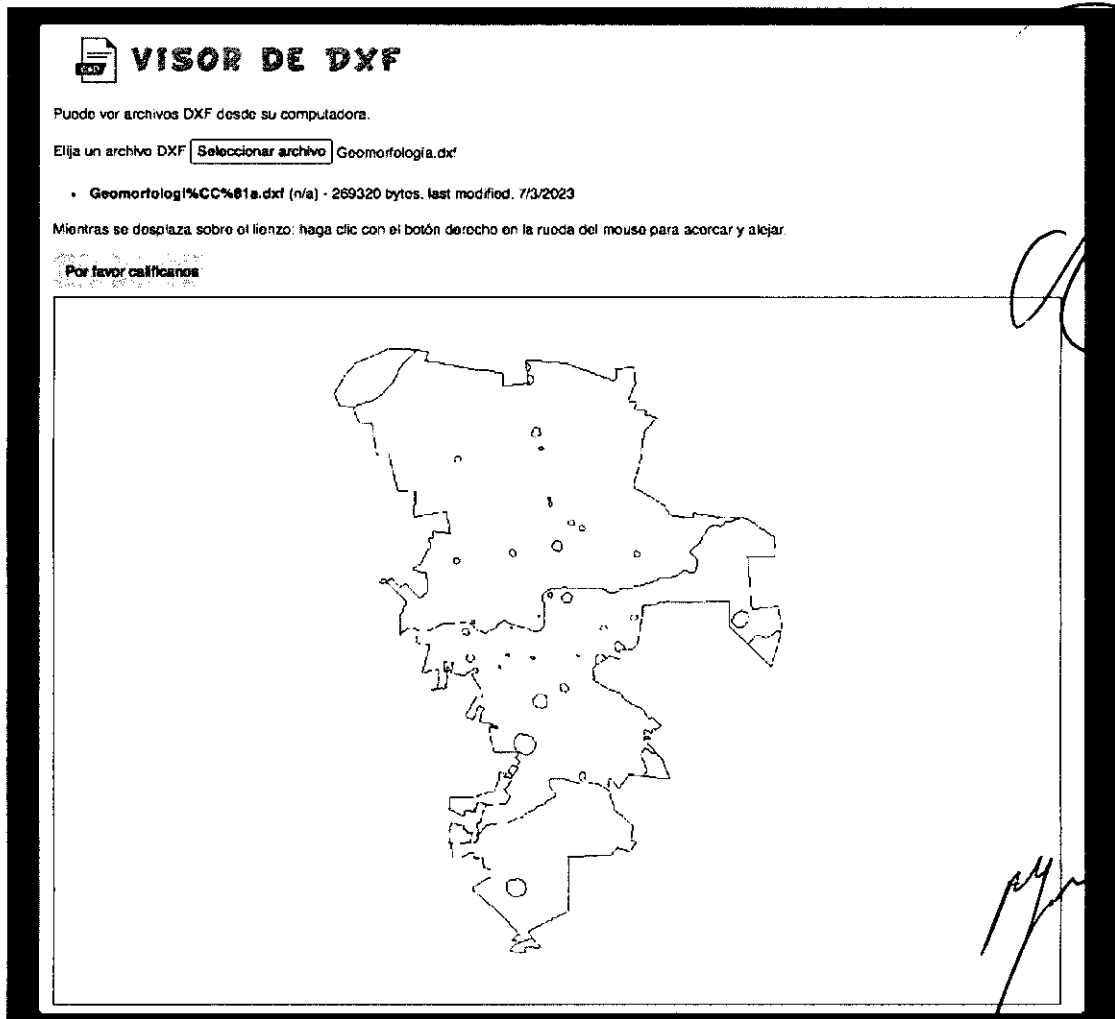 VISOR DE DXF
Puede ver archivos DXF desde su computadora.
Elija un archivo DXF Seleccionar archivo Geomorfología.dxf
• Geomorfologi%CC%81a.dxf (n/a) - 269320 bytes, last modified: 7/3/2023
Mientras se desplaza sobre el lienzo: haga clic con el botón derecho en la rueda del mouse para acercar y alejar.
Por favor califícanos